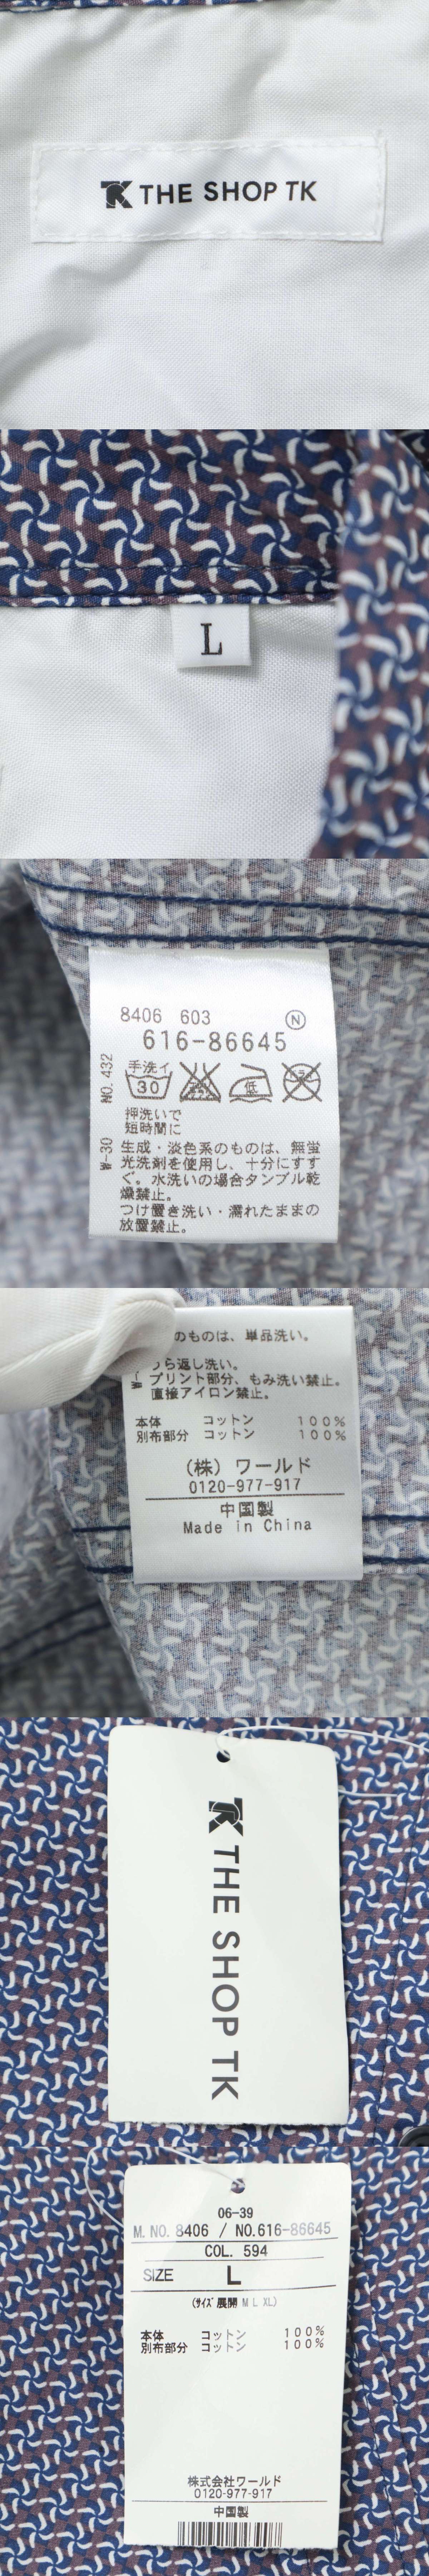 TK THE SHOP TK
L
8406 603 Ⓝ
616-86645
NO. 432
W-30
手洗イ
30
低
ドライ
押洗いで
短時間に
生成・淡色系のものは、無蛍
光洗剤を使用し、十分にすす
ぐ。水洗いの場合タンブル乾
燥禁止。
つけ置き洗い・濡れたままの
放置禁止。
のものは、単品洗い。
うら返し洗い。
プリント部分、もみ洗い禁止。
直接アイロン禁止。
本体 コットン 100%
別布部分 コットン 100%
(株) ワールド
0120-977-917
中国製
Made in China
TK THE SHOP TK
06-39
M. NO. 8406 / NO.616-86645
COL. 594
SIZE L
(サイズ展開 M L XL)
本体 コットン 100%
別布部分 コットン 100%
株式会社ワールド
0120-977-917
中国製